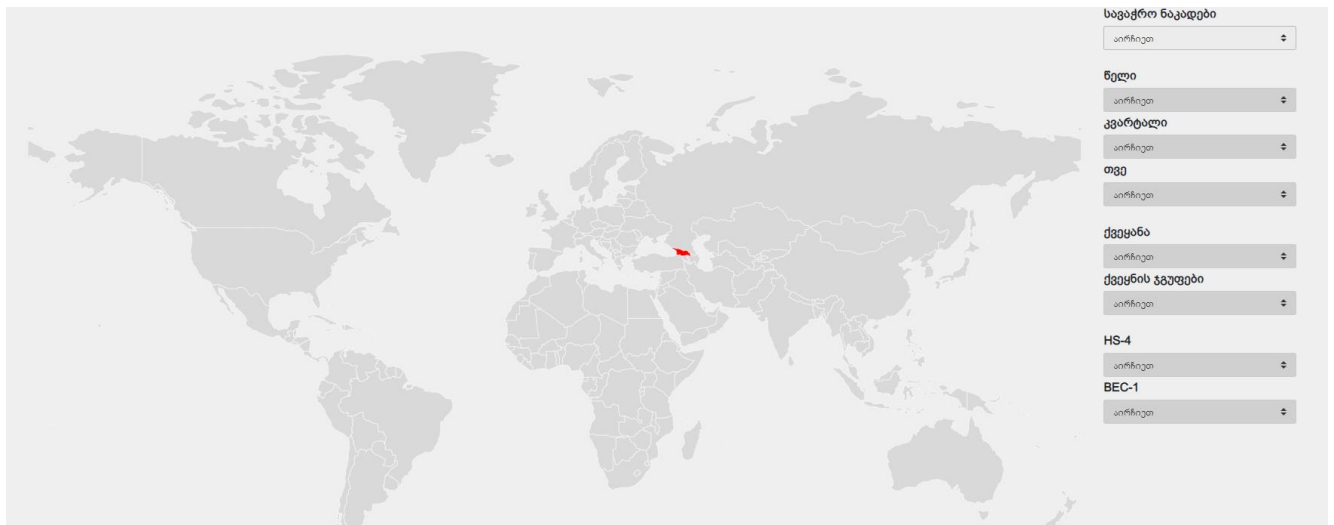 სავაჭრო ნაკადები
აირჩიეთ
წელი
აირჩიეთ
კვარტალი
აირჩიეთ
თვე
აირჩიეთ
ქვეყანა
აირჩიეთ
ქვეყნის ჯგუფები
აირჩიეთ
HS-4
აირჩიეთ
BEC-1
აირჩიეთ